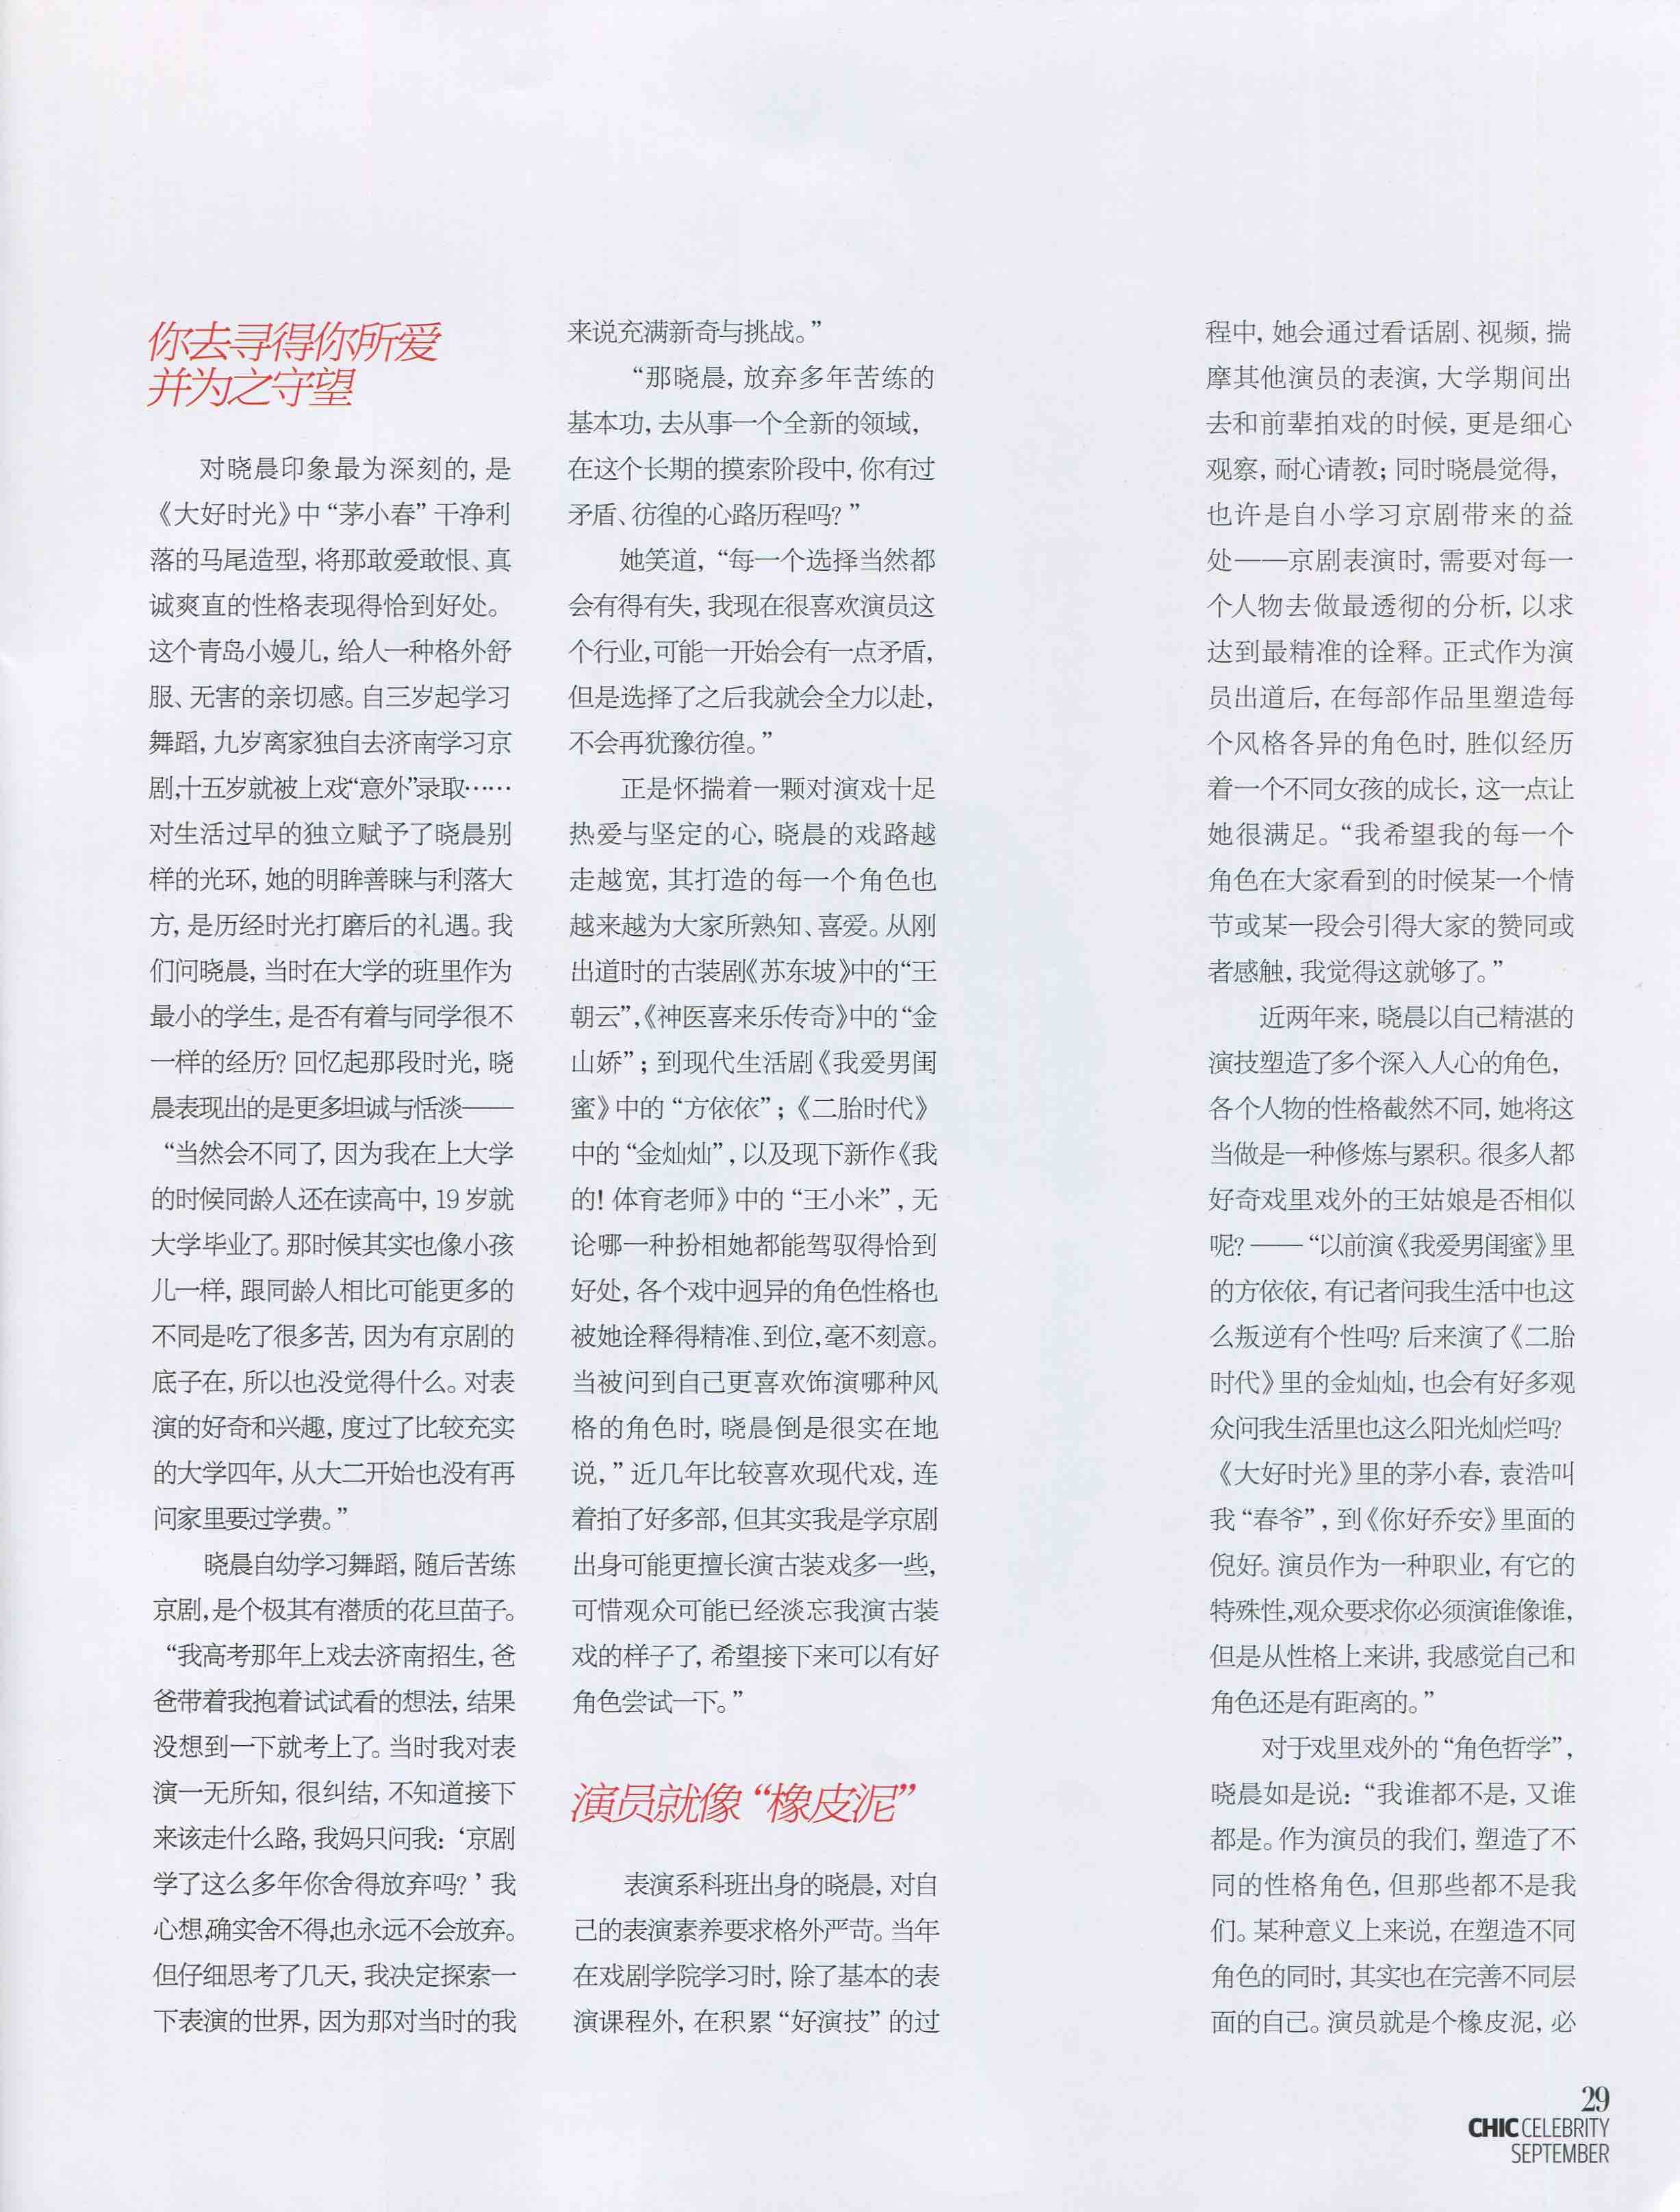 你去寻得你所爱
并为之守望
对晓晨印象最为深刻的，是
《大好时光》中“茅小春”干净利
落的马尾造型，将那敢爱敢恨、真
诚爽直的性格表现得恰到好处。
这个青岛小嫚儿，给人一种格外舒
服、无害的亲切感。自三岁起学习
舞蹈，九岁离家独自去济南学习京
剧，十五岁就被上戏“意外”录取……
对生活过早的独立赋予了晓晨别
样的光环，她的明眸善睐与利落大
方，是历经时光打磨后的礼遇。我
们问晓晨，当时在大学的班里作为
最小的学生，是否有着与同学很不
一样的经历？回忆起那段时光，晓
晨表现出的是更多坦诚与恬淡——
“当然会不同了，因为我在上大学
的时候同龄人还在读高中，19岁就
大学毕业了。那时候其实也像小孩
儿一样，跟同龄人相比可能更多的
不同是吃了很多苦，因为有京剧的
底子在，所以也没觉得什么。对表
演的好奇和兴趣，度过了比较充实
的大学四年，从大二开始也没有再
问家里要过学费。”
晓晨自幼学习舞蹈，随后苦练
京剧，是个极其有潜质的花旦苗子。
“我高考那年上戏去济南招生，爸
爸带着我抱着试试看的想法，结果
没想到一下就考上了。当时我对表
演一无所知，很纠结，不知道接下
来该走什么路，我妈只问我：‘京剧
学了这么多年你舍得放弃吗？’我
心想，确实舍不得，也永远不会放弃。
但仔细思考了几天，我决定探索一
下表演的世界，因为那对当时的我
来说充满新奇与挑战。”
“那晓晨，放弃多年苦练的
基本功，去从事一个全新的领域，
在这个长期的摸索阶段中，你有过
矛盾、彷徨的心路历程吗？”
她笑道，“每一个选择当然都
会有得有失，我现在很喜欢演员这
个行业，可能一开始会有一点矛盾，
但是选择了之后我就会全力以赴，
不会再犹豫彷徨。”
正是怀揣着一颗对演戏十足
热爱与坚定的心，晓晨的戏路越
走越宽，其打造的每一个角色也
越来越为大家所熟知、喜爱。从刚
出道时的古装剧《苏东坡》中的“王
朝云”，《神医喜来乐传奇》中的“金
山娇”；到现代生活剧《我爱男闺
蜜》中的“方依依”；《二胎时代》
中的“金灿灿”，以及现下新作《我
的！体育老师》中的“王小米”，无
论哪一种扮相她都能驾驭得恰到
好处，各个戏中迥异的角色性格也
被她诠释得精准、到位，毫不刻意。
当被问到自己更喜欢饰演哪种风
格的角色时，晓晨倒是很实在地
说，”近几年比较喜欢现代戏，连
着拍了好多部，但其实我是学京剧
出身可能更擅长演古装戏多一些，
可惜观众可能已经淡忘我演古装
戏的样子了，希望接下来可以有好
角色尝试一下。”
演员就像“橡皮泥”
表演系科班出身的晓晨，对自
己的表演素养要求格外严苛。当年
在戏剧学院学习时，除了基本的表
演课程外，在积累“好演技”的过
程中，她会通过看话剧、视频，揣
摩其他演员的表演，大学期间出
去和前辈拍戏的时候，更是细心
观察，耐心请教；同时晓晨觉得，
也许是自小学习京剧带来的益
处——京剧表演时，需要对每一
个人物去做最透彻的分析，以求
达到最精准的诠释。正式作为演
员出道后，在每部作品里塑造每
个风格各异的角色时，胜似经历
着一个不同女孩的成长，这一点让
她很满足。“我希望我的每一个
角色在大家看到的时候某一个情
节或某一段会引得大家的赞同或
者感触，我觉得这就够了。”
近两年来，晓晨以自己精湛的
演技塑造了多个深入人心的角色，
各个人物的性格截然不同，她将这
当做是一种修炼与累积。很多人都
好奇戏里戏外的王姑娘是否相似
呢？——“以前演《我爱男闺蜜》里
的方依依，有记者问我生活中也这
么叛逆有个性吗？后来演了《二胎
时代》里的金灿灿，也会有好多观
众问我生活里也这么阳光灿烂吗？
《大好时光》里的茅小春，袁浩叫
我“春爷”，到《你好乔安》里面的
倪好。演员作为一种职业，有它的
特殊性，观众要求你必须演谁像谁，
但是从性格上来讲，我感觉自己和
角色还是有距离的。”
对于戏里戏外的“角色哲学”，
晓晨如是说：“我谁都不是，又谁
都是。作为演员的我们，塑造了不
同的性格角色，但那些都不是我
们。某种意义上来说，在塑造不同
角色的同时，其实也在完善不同层
面的自己。演员就是个橡皮泥，必
29
CHIC CELEBRITY
SEPTEMBER